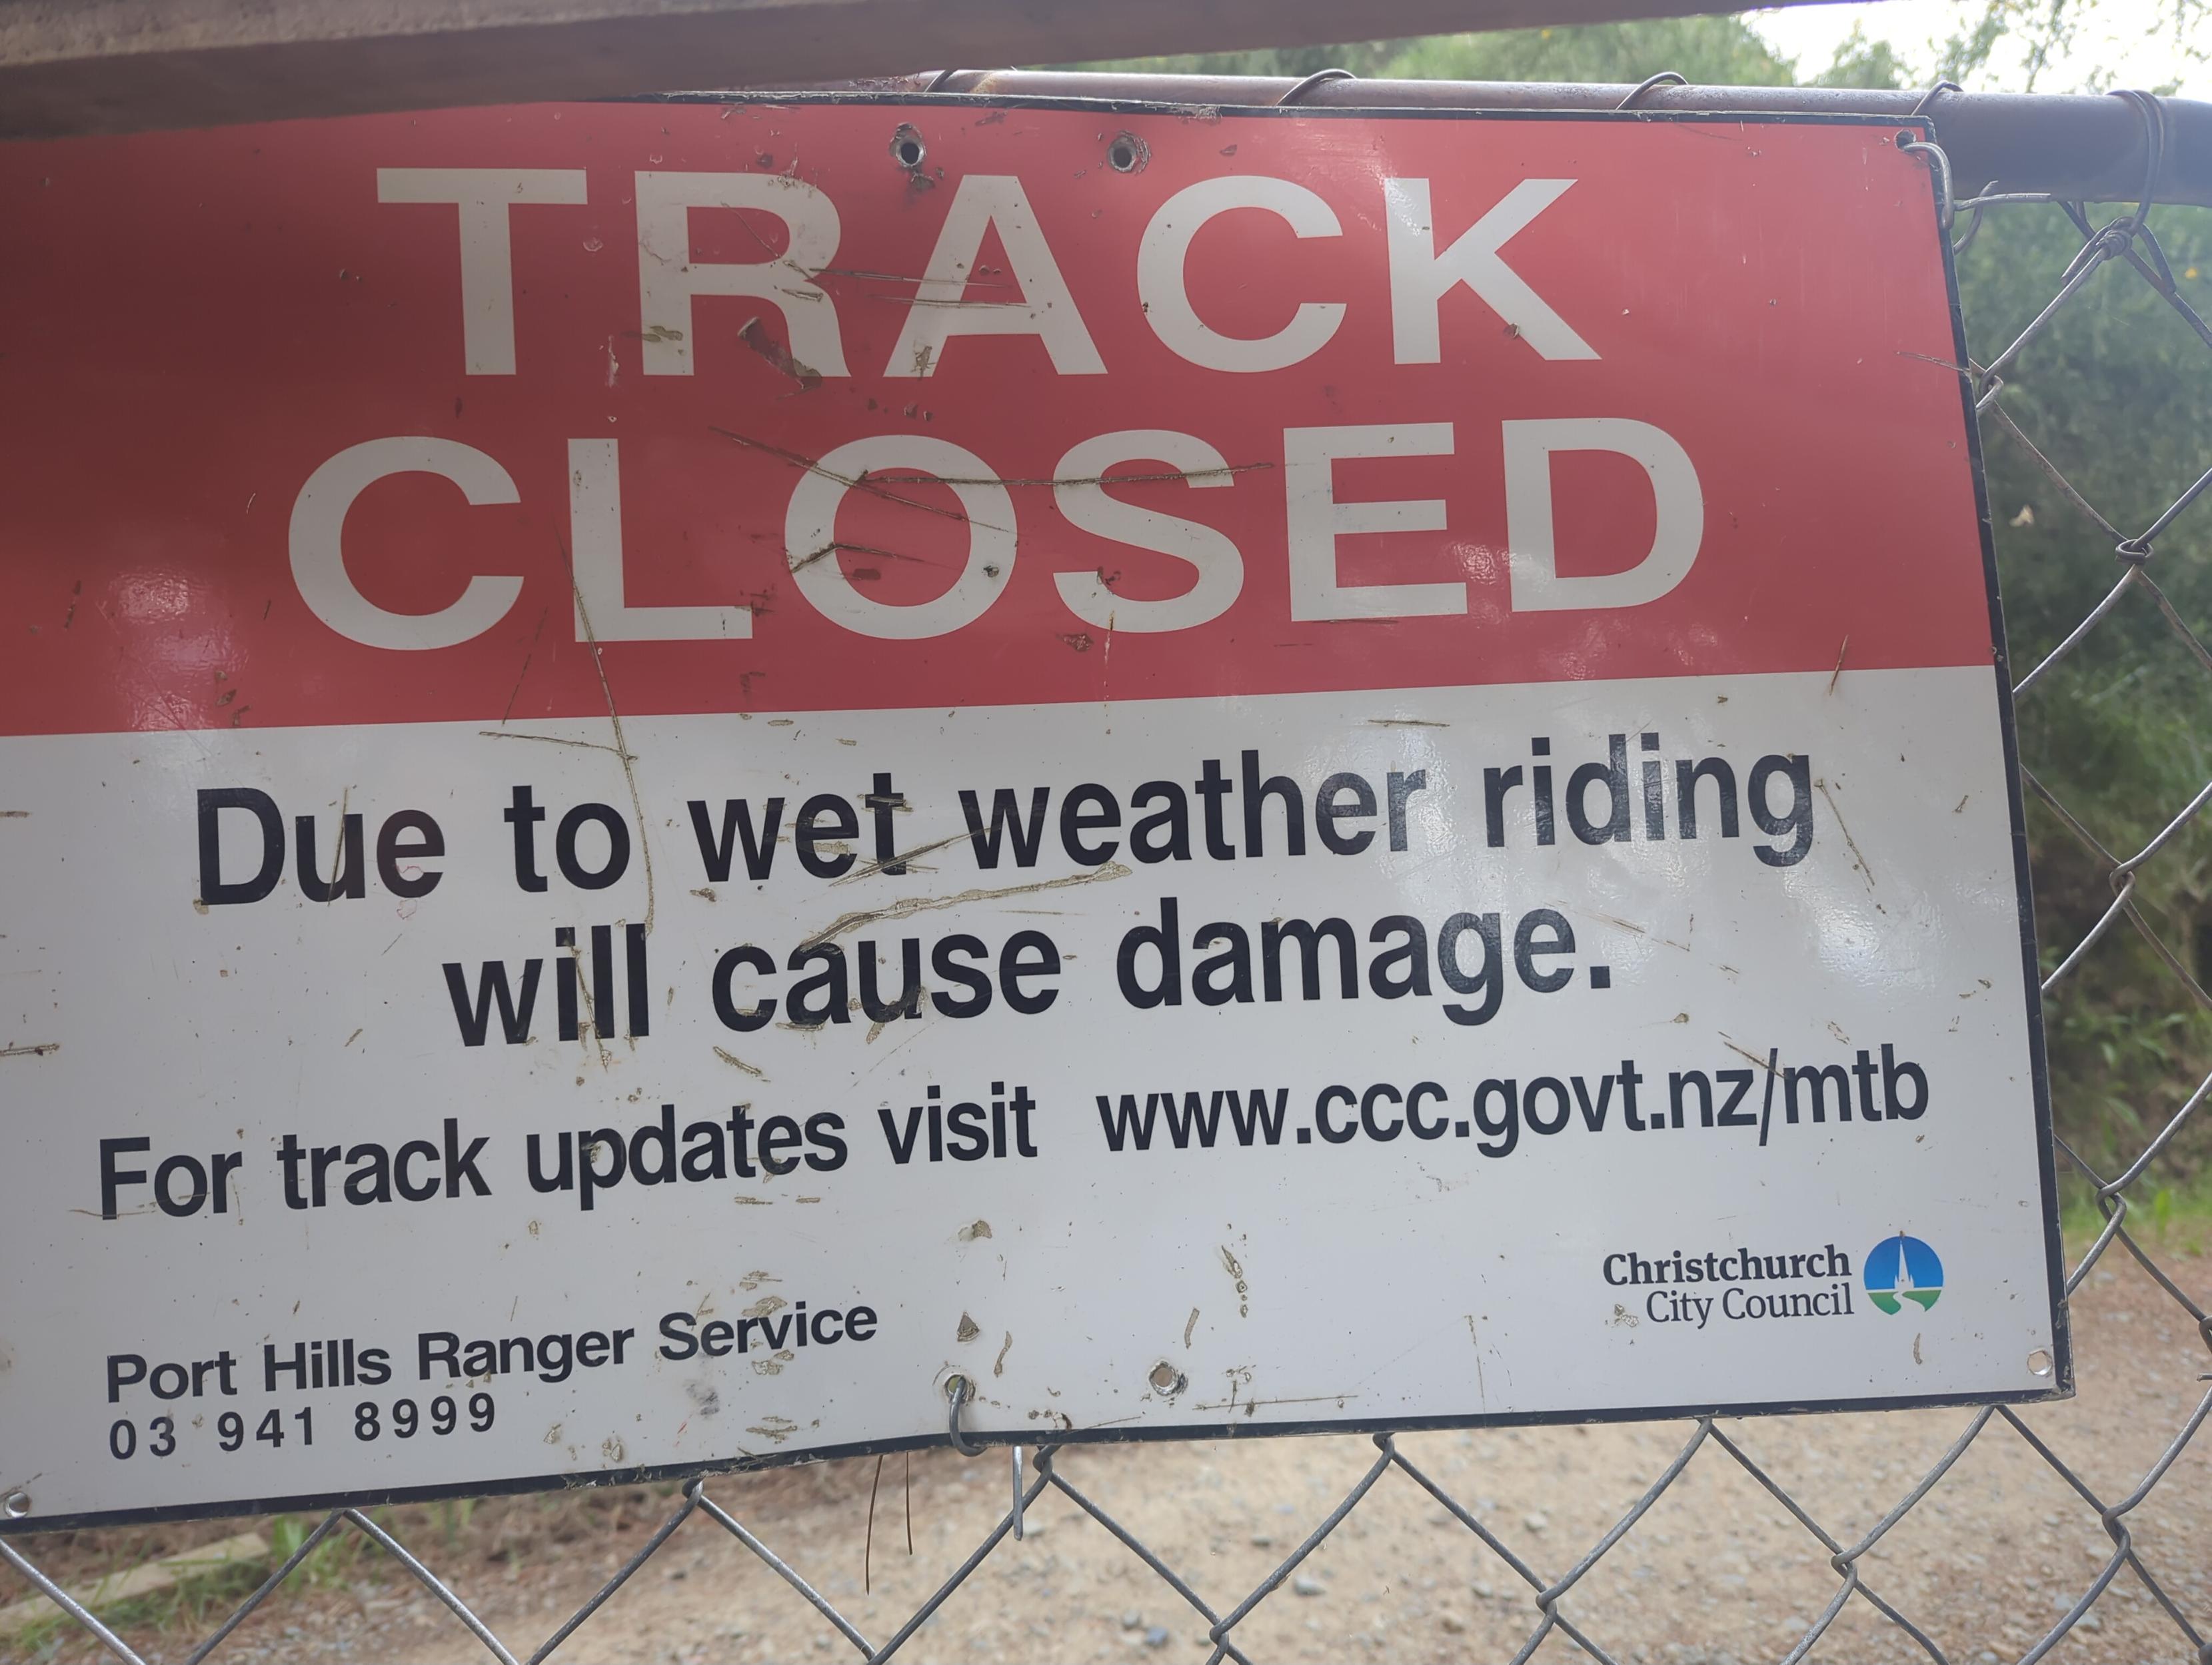 TRACK
CLOSED
Due to wet weather riding
will cause damage.
For track updates visit www.ccc.govt.nz/mtb
Port Hills Ranger Service
03 941 8999
Christchurch
City Council